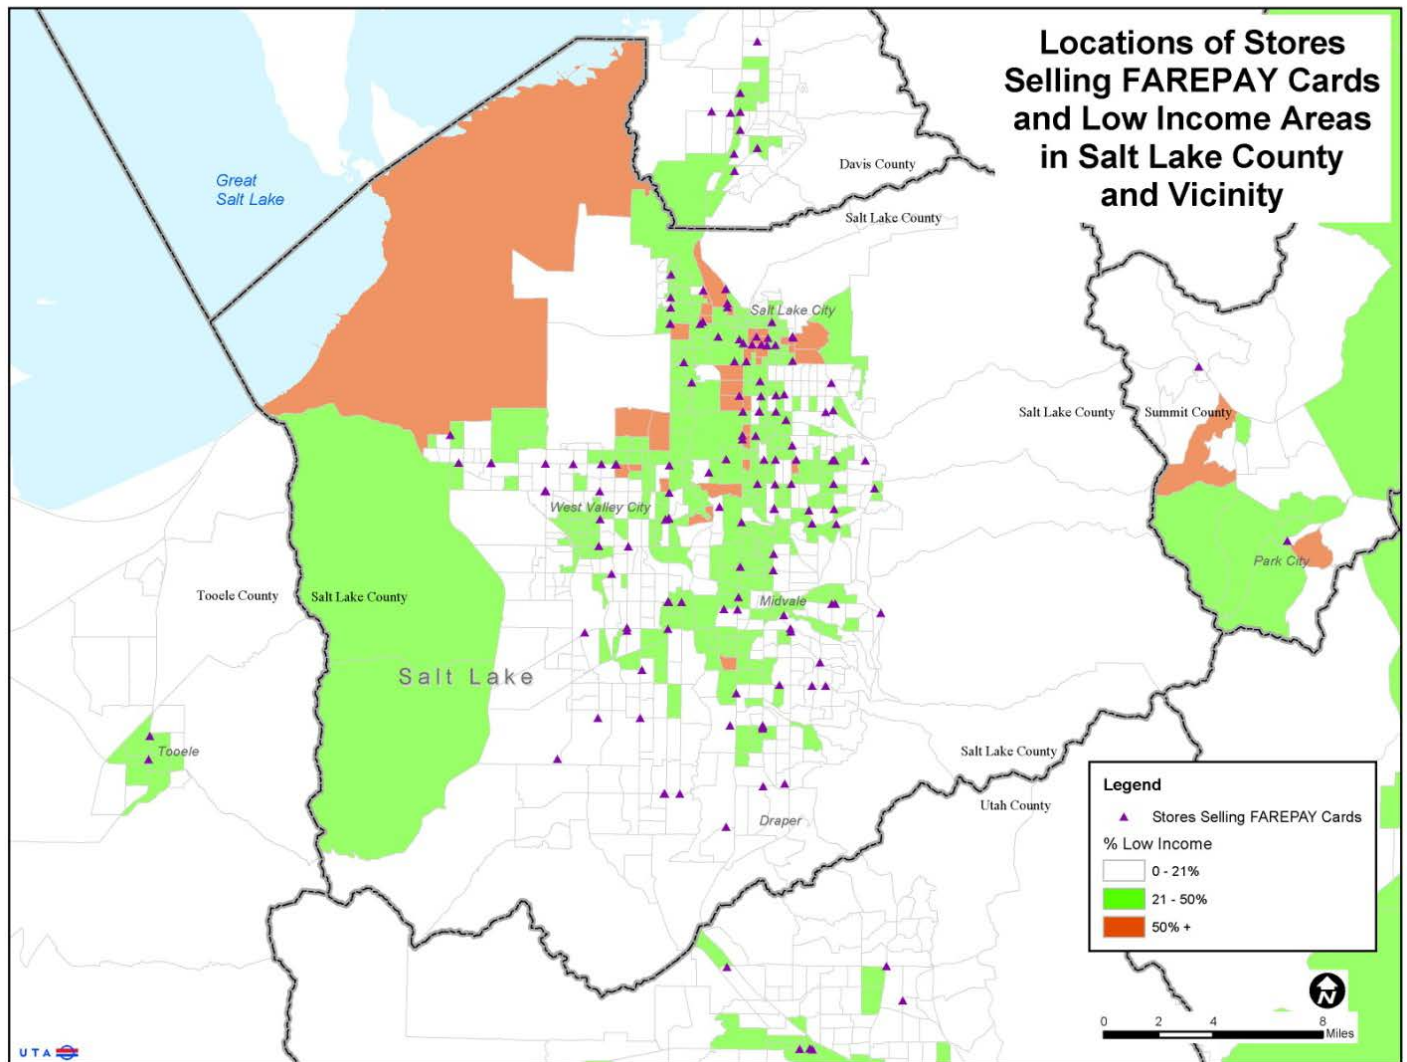 Locations of Stores
Selling FAREPAY Cards
and Low Income Areas
in Salt Lake County
and Vicinity
Great
Salt Lake
Davis County
Salt Lake County
Salt Lake City
Salt Lake County
Summit County
West Valley City
Park City
Tooele County
Salt Lake County
Midvale
Salt Lake
Tooele
Salt Lake County
Utah County
Draper
Legend
Stores Selling FAREPAY Cards
% Low Income
0 - 21%
21 - 50%
50% +
N
0 2 4 8
Miles
UTA